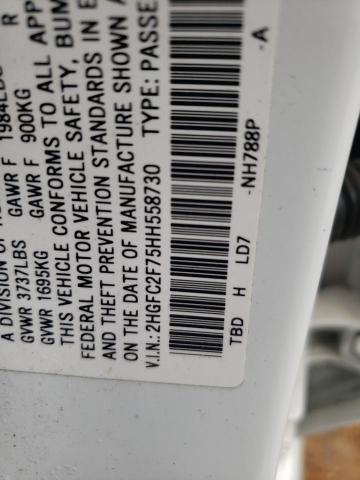 A DIVISION OF
GVWR 3737LBS GAWR F 1984LBS R
GVWR 1695KG GAWR F 900KG
THIS VEHICLE CONFORMS TO ALL APP
FEDERAL MOTOR VEHICLE SAFETY, BUM
AND THEFT PREVENTION STANDARDS IN E
ON THE DATE OF MANUFACTURE SHOWN A
V.I.N.: 2HGFC2F75HH558730 TYPE: PASSE
TBD H LD7 -NH788P -A